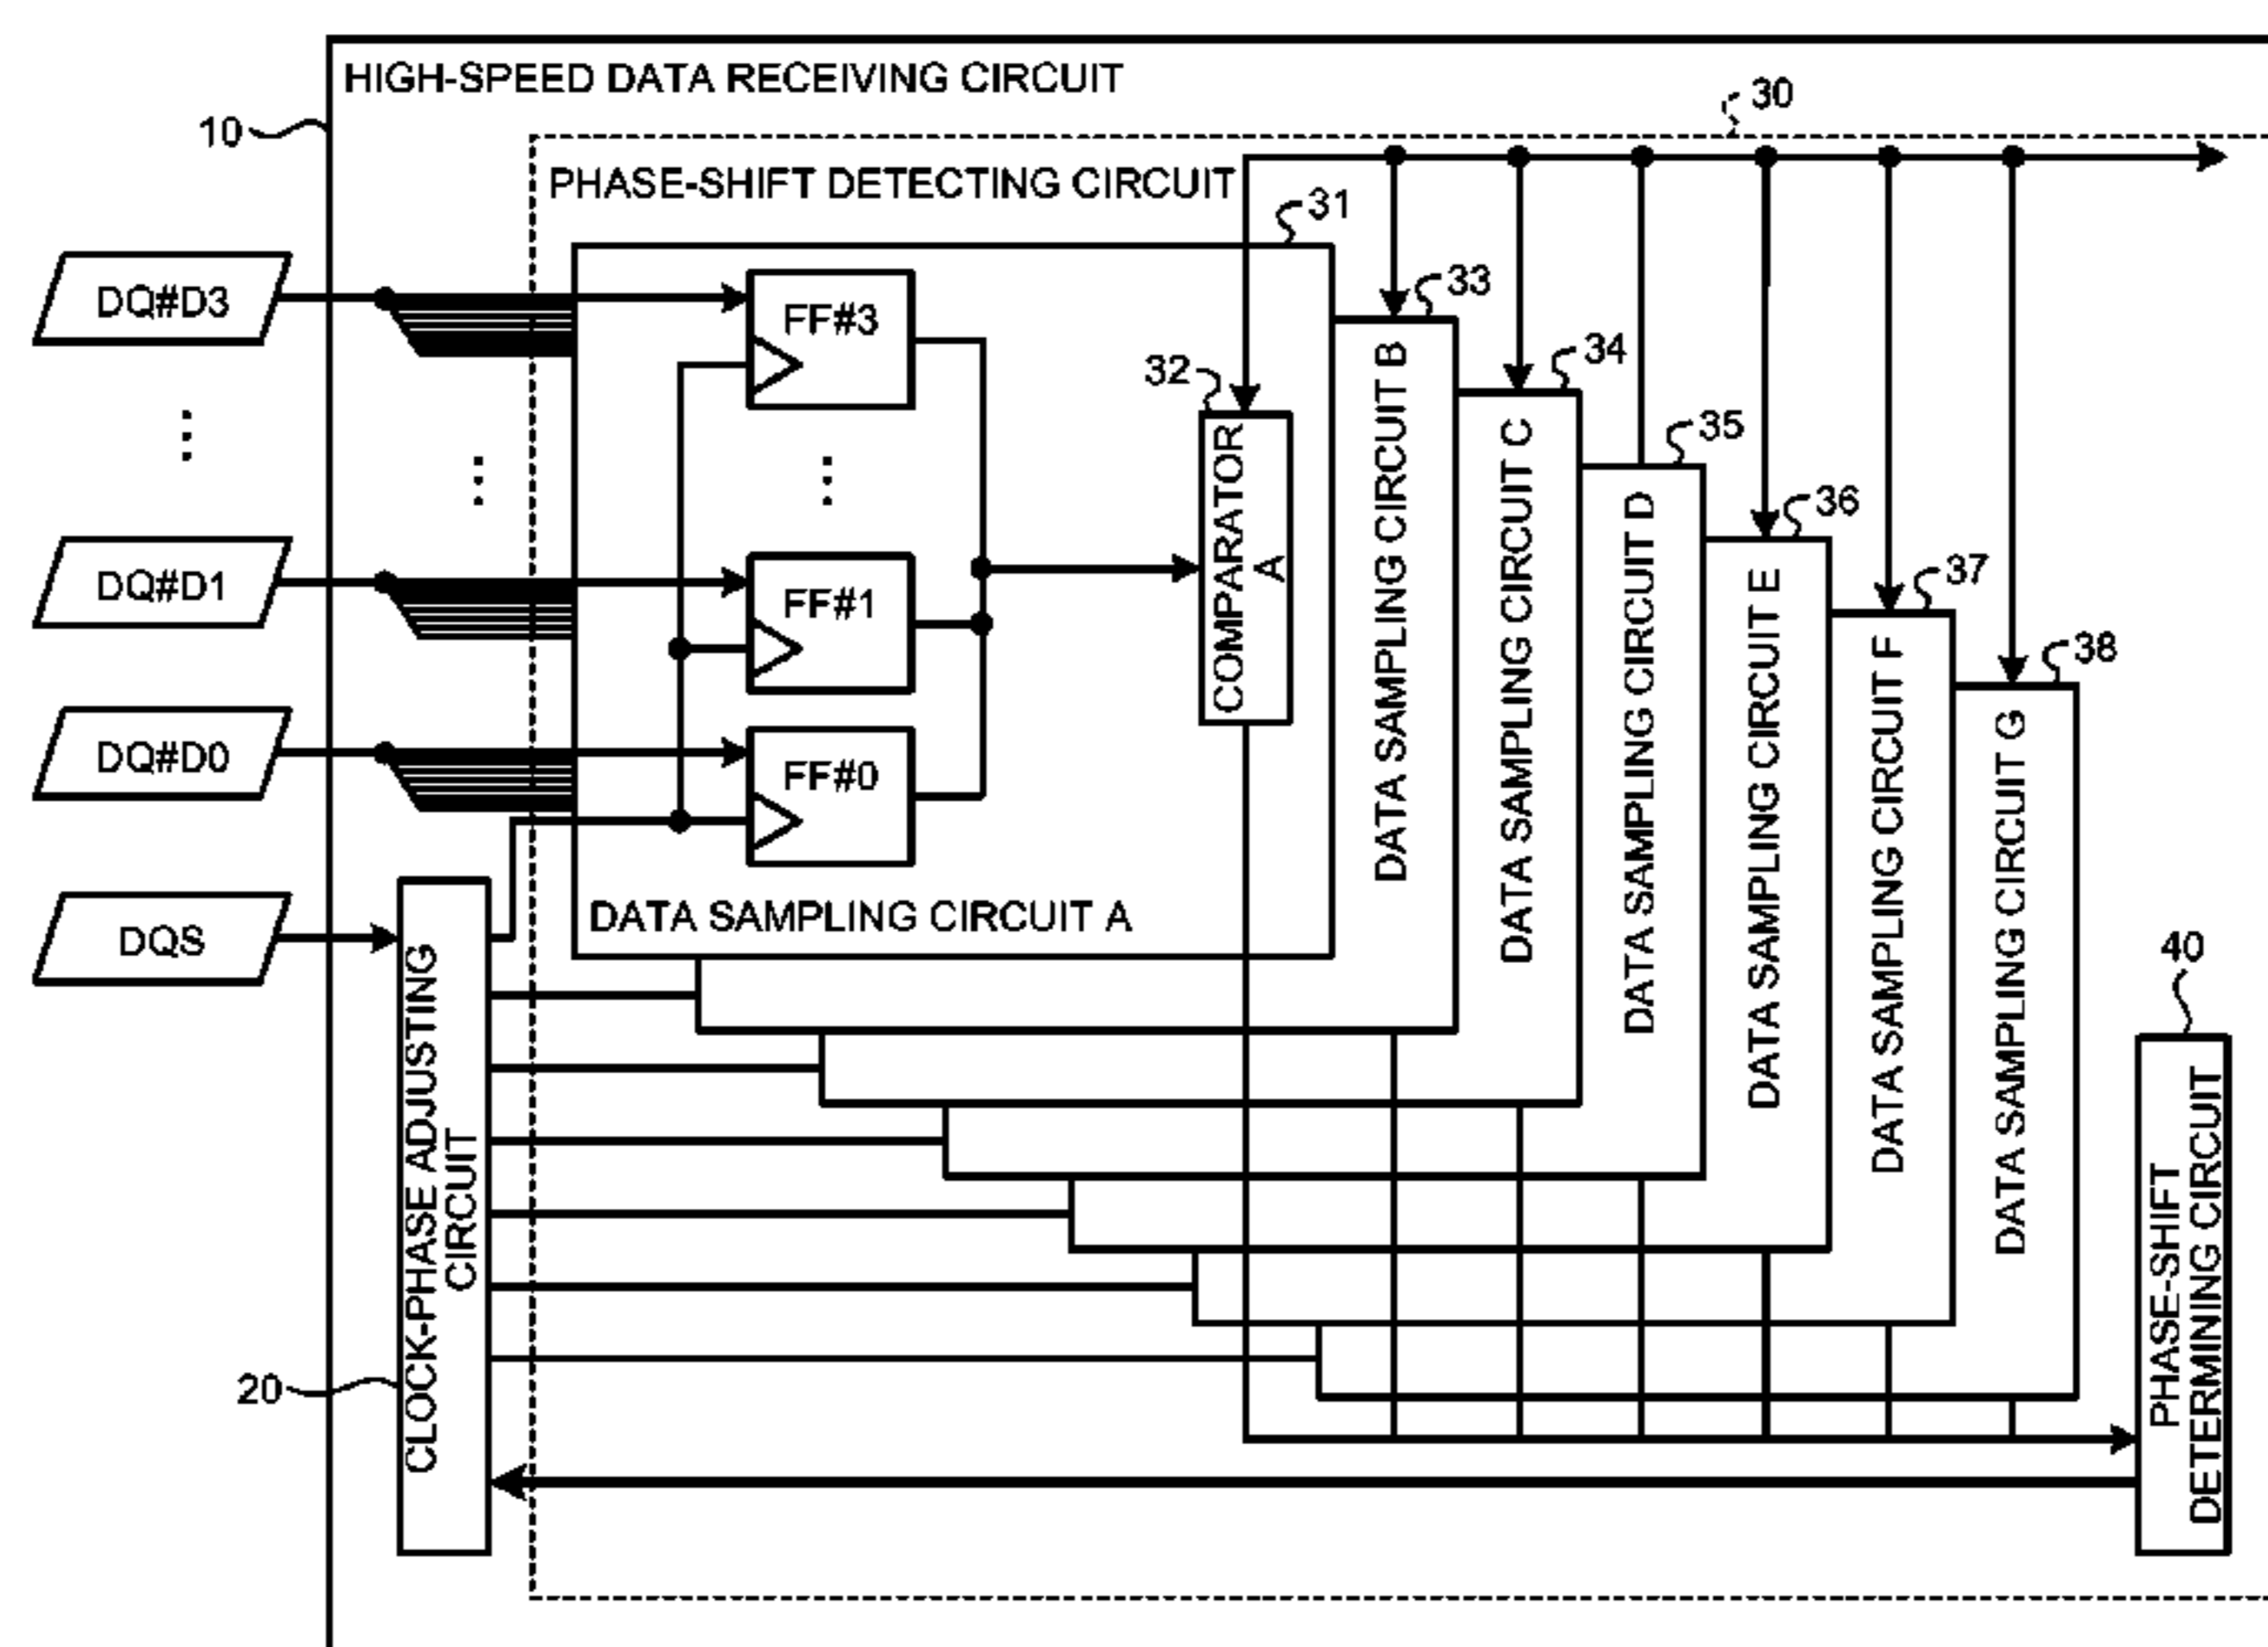 HIGH-SPEED DATA RECEIVING CIRCUIT
10
30
PHASE-SHIFT DETECTING CIRCUIT
31
DQ#D3
FF#3
33
34
32
COMPARATOR
A
35
36
37
38
DQ#D1
FF#1
DQ#D0
FF#0
DATA SAMPLING CIRCUIT A
DATA SAMPLING CIRCUIT B
DATA SAMPLING CIRCUIT C
DATA SAMPLING CIRCUIT D
DATA SAMPLING CIRCUIT E
DATA SAMPLING CIRCUIT F
DATA SAMPLING CIRCUIT G
DQS
40
CLOCK-PHASE ADJUSTING
CIRCUIT
20
PHASE-SHIFT
DETERMINING CIRCUIT